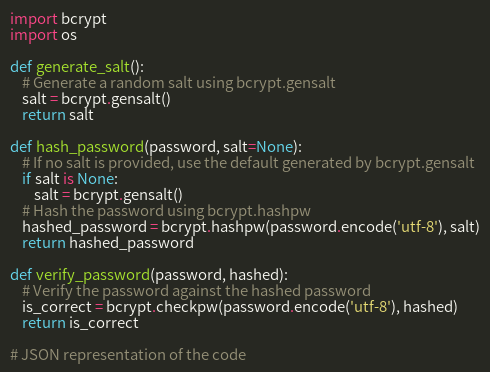 import bcrypt
import os

def generate_salt():
    # Generate a random salt using bcrypt.gensalt
    salt = bcrypt.gensalt()
    return salt

def hash_password(password, salt=None):
    # If no salt is provided, use the default generated by bcrypt.gensalt
    if salt is None:
        salt = bcrypt.gensalt()
    # Hash the password using bcrypt.hashpw
    hashed_password = bcrypt.hashpw(password.encode('utf-8'), salt)
    return hashed_password

def verify_password(password, hashed):
    # Verify the password against the hashed password
    is_correct = bcrypt.checkpw(password.encode('utf-8'), hashed)
    return is_correct

# JSON representation of the code